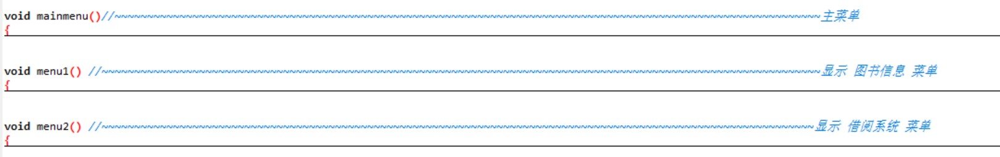 void mainmenu()//~~~~~~~~~~~~~~~~~~~~~~~~~~~~~~~~~~~~~~~~~~~~~~~~~~~~~~~~~~~~~~~~~~~~~~~~~~~~~~~~~~~~~~~~~~~~~~~~~~~~~~~~~~~~~主菜单
{
void menu1() //~~~~~~~~~~~~~~~~~~~~~~~~~~~~~~~~~~~~~~~~~~~~~~~~~~~~~~~~~~~~~~~~~~~~~~~~~~~~~~~~~~~~~~~~~~~~~~~~~~~~~~~~~~~~~~~显示 图书信息 菜单
{
void menu2() //~~~~~~~~~~~~~~~~~~~~~~~~~~~~~~~~~~~~~~~~~~~~~~~~~~~~~~~~~~~~~~~~~~~~~~~~~~~~~~~~~~~~~~~~~~~~~~~~~~~~~~~~~~~~~~显示 借阅系统 菜单
{